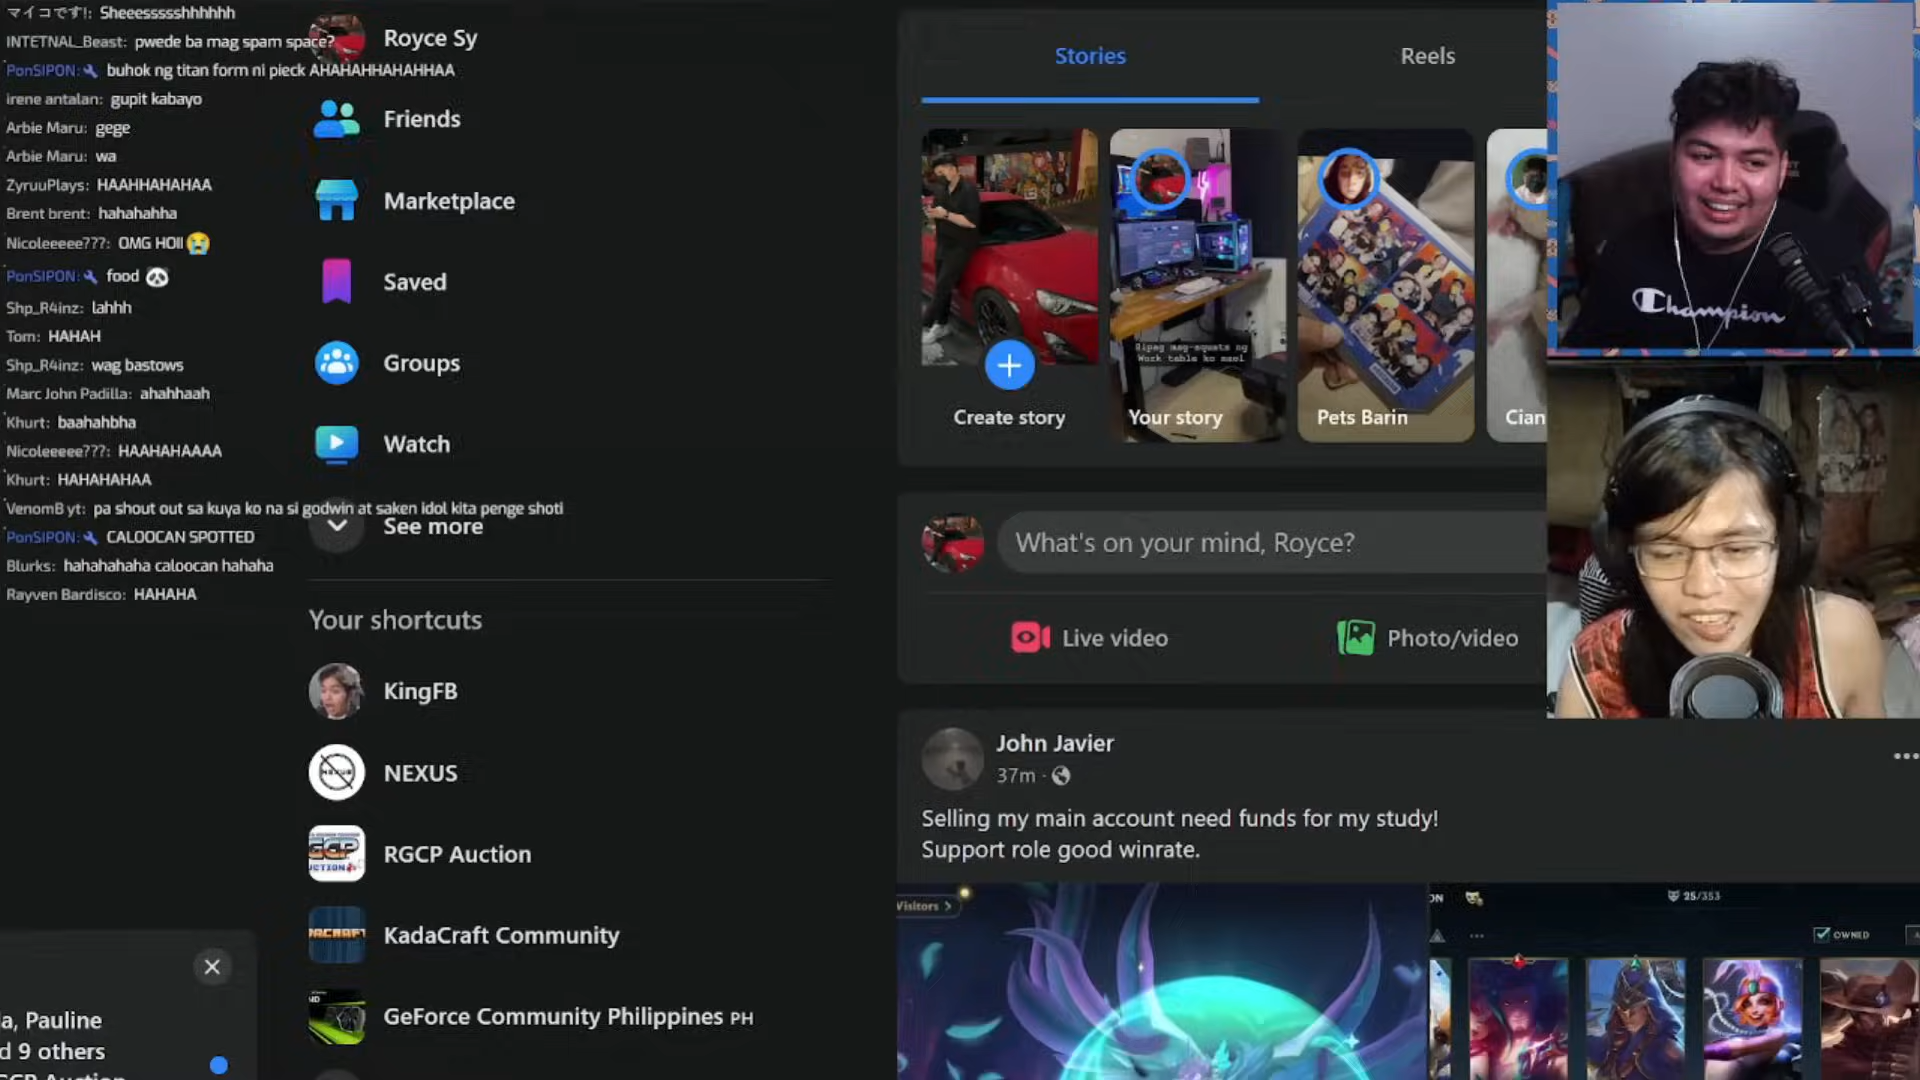 マイコです!: Sheeesssssshhhhhh
INTETNAL_Beast: pwede ba mag spam space?
PonSIPON: buhok ng titan form ni pieck AHAHAHHAHAHHAA
irene antalan: gupit kabayo
Arbie Maru: gege
Arbie Maru: wa
ZyruuPlays: HAAHHAHAHAA
Brent brent: hahahahha
Nicoleeeee???: OMG HOII😭
PonSIPON: food 🐼
Shp_R4inz: lahhh
Tom: HAHAH
Shp_R4inz: wag bastows
Marc John Padilla: ahahhaah
Khurt: baahahbha
Nicoleeeee???: HAAHAHAAAA
Khurt: HAHAHAHAA
VenomB yt: pa shout out sa kuya ko na si godwin at saken idol kita penge shoti
PonSIPON: CALOOCAN SPOTTED
Blurks: hahahahaha caloocan hahaha
Rayven Bardisco: HAHAHA
Royce Sy
Friends
Marketplace
Saved
Groups
Watch
See more
Your shortcuts
KingFB
NEXUS
RGCP Auction
KadaCraft Community
GeForce Community Philippines PH
a, Pauline
d 9 others
Stories
Reels
Create story
Your story
Pets Barin
Cian
What's on your mind, Royce?
Live video
Photo/video
John Javier
37m ·
Selling my main account need funds for my study!
Support role good winrate.
Visitors >
ON
25/353
OWNED
Champion